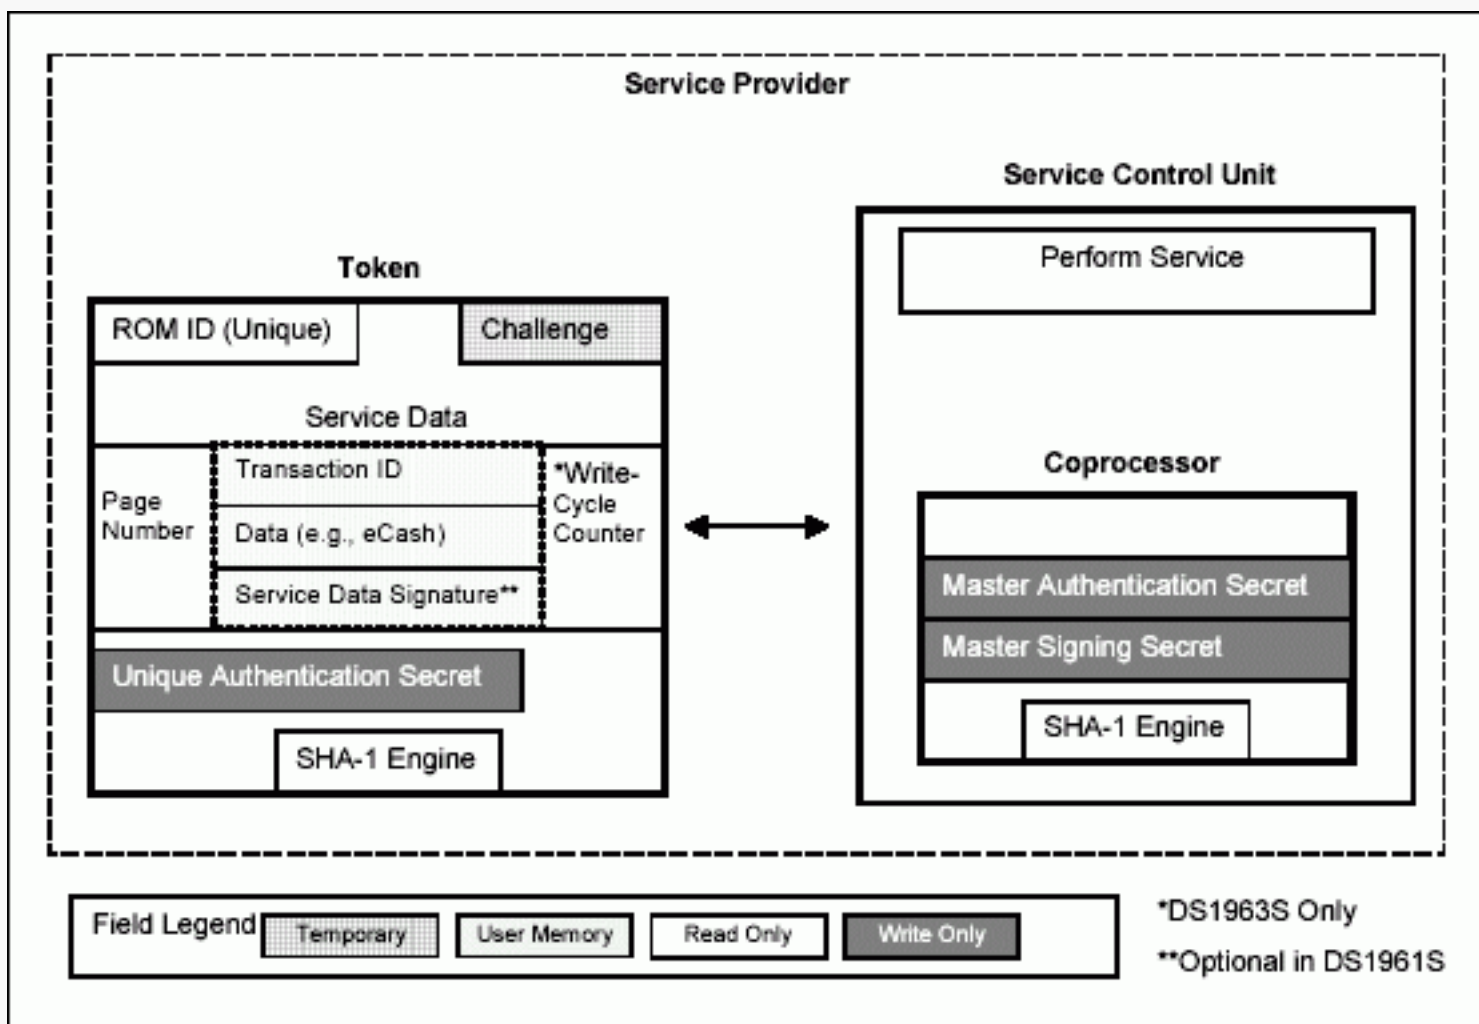 Service Provider
Service Control Unit
Perform Service
Token
ROM ID (Unique)
Challenge
Service Data
Page
Number
Transaction ID
Data (e.g., eCash)
Service Data Signature**
*Write-
Cycle
Counter
Unique Authentication Secret
SHA-1 Engine
Coprocessor
Master Authentication Secret
Master Signing Secret
SHA-1 Engine
Field Legend
Temporary
User Memory
Read Only
Write Only
*DS1963S Only
**Optional in DS1961S